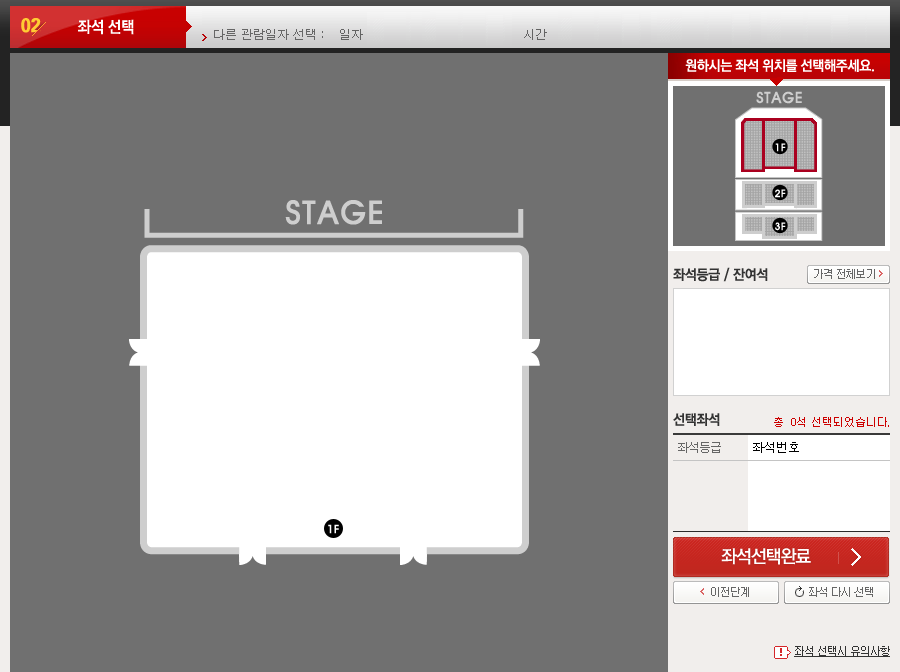 02 좌석 선택
다른 관람일자 선택 : 일자 시간
원하시는 좌석 위치를 선택해주세요.
STAGE
1F
2F
3F
STAGE
1F
좌석등급 / 잔여석 가격 전체보기
선택좌석 총 0석 선택되었습니다.
좌석등급 좌석번호
좌석선택완료
이전단계 좌석 다시 선택
좌석 선택시 유의사항